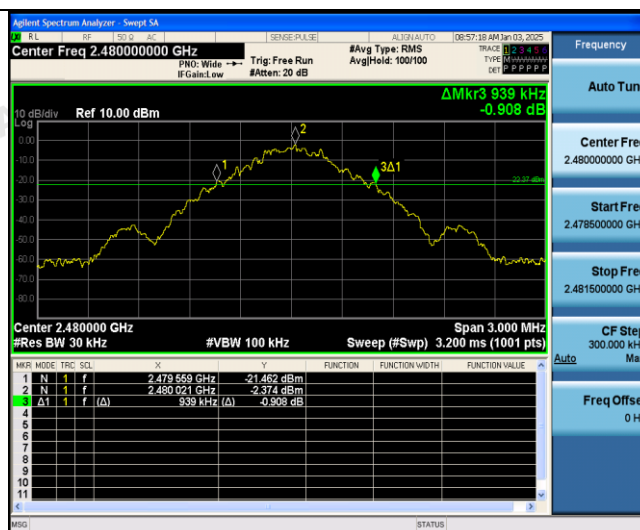 Agilent Spectrum Analyzer - Swept SA
RL RF 50 Ω AC SENSE:PULSE ALIGNAUTO 08:57:18 AM Jan 03, 2025
Center Freq 2.480000000 GHz
PNO: Wide
IFGain:Low
Trig: Free Run
#Atten: 20 dB
#Avg Type: RMS
Avg|Hold: 100/100
TRACE 1 2 3 4 5 6
TYPE M
DET P P P P P P
ΔMkr3 939 kHz
-0.908 dB
10 dB/div Ref 10.00 dBm
Log
0.00
-10.0
-20.0
-30.0
-40.0
-50.0
-60.0
-70.0
-80.0
1
2
3Δ1
Center 2.480000 GHz Span 3.000 MHz
#Res BW 30 kHz #VBW 100 kHz Sweep (#Swp) 3.200 ms (1001 pts)
MKR MODE TRC SCL X Y FUNCTION FUNCTION WIDTH FUNCTION VALUE
1 N 1 f 2.479 559 GHz -21.462 dBm
2 N 1 f 2.480 021 GHz -2.374 dBm
3 Δ1 1 f (Δ) 939 kHz (Δ) -0.908 dB
4
5
6
7
8
9
10
11
MSG STATUS
Frequency
Auto Tun
Center Fre
2.480000000 GH
Start Fre
2.478500000 GH
Stop Fre
2.481500000 GH
CF Step
300.000 kH
Auto Ma
Freq Offse
0 H